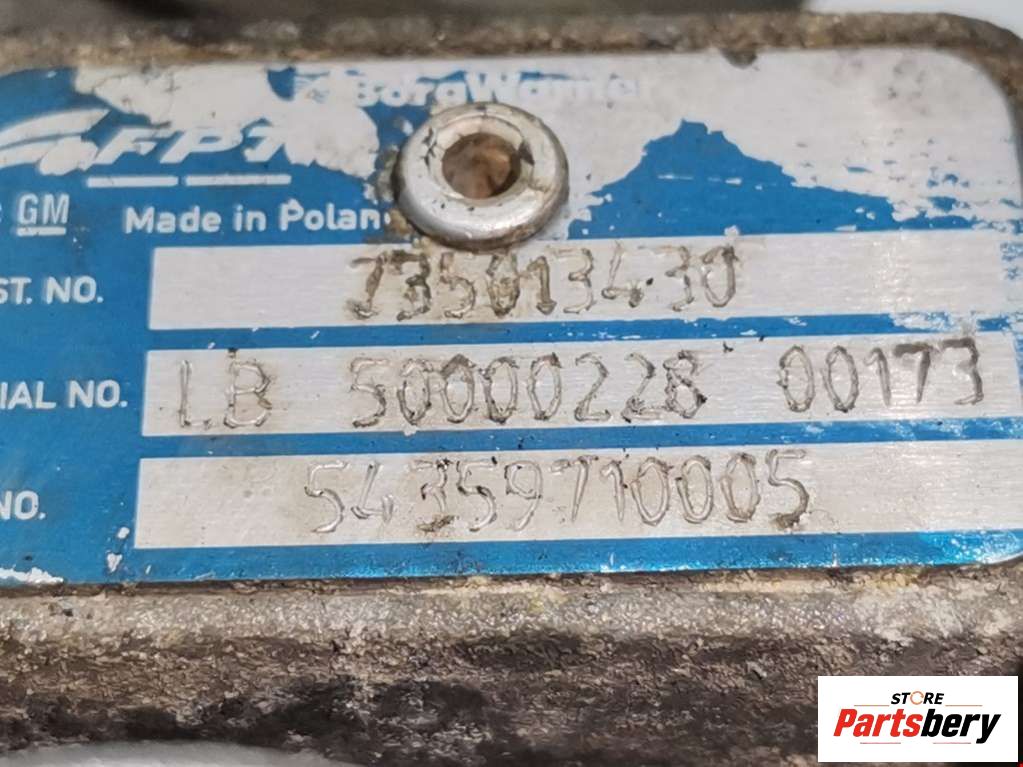 BorgWarner
FPT
GM Made in Polan
ST. NO. 735013430
IAL NO. LB 50000228 00173
NO. 54359710005
STORE
Partsbery